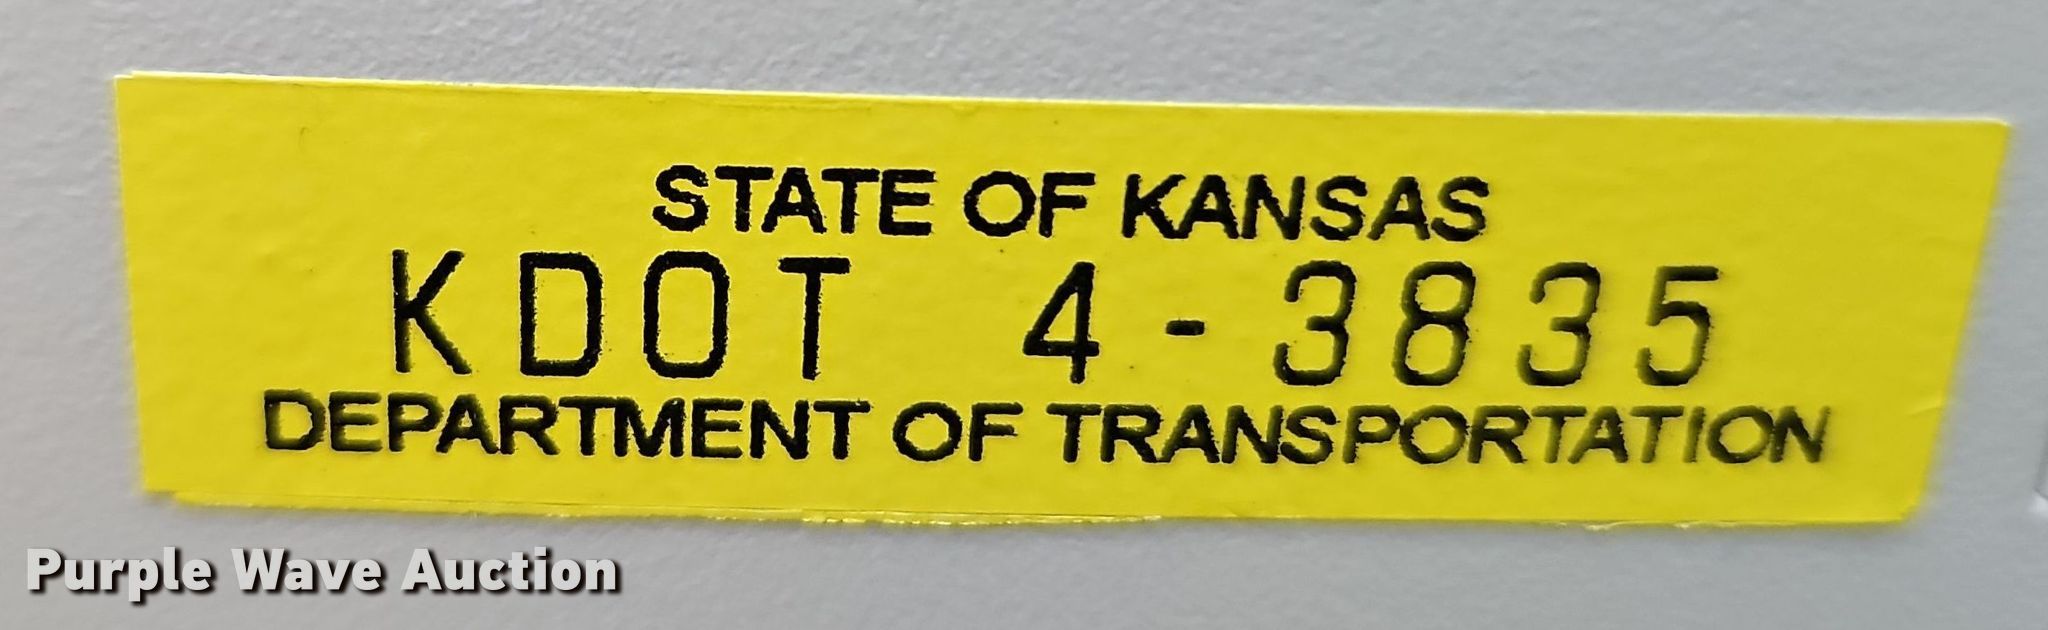 STATE OF KANSAS
KDOT 4-3835
DEPARTMENT OF TRANSPORTATION
Purple Wave Auction